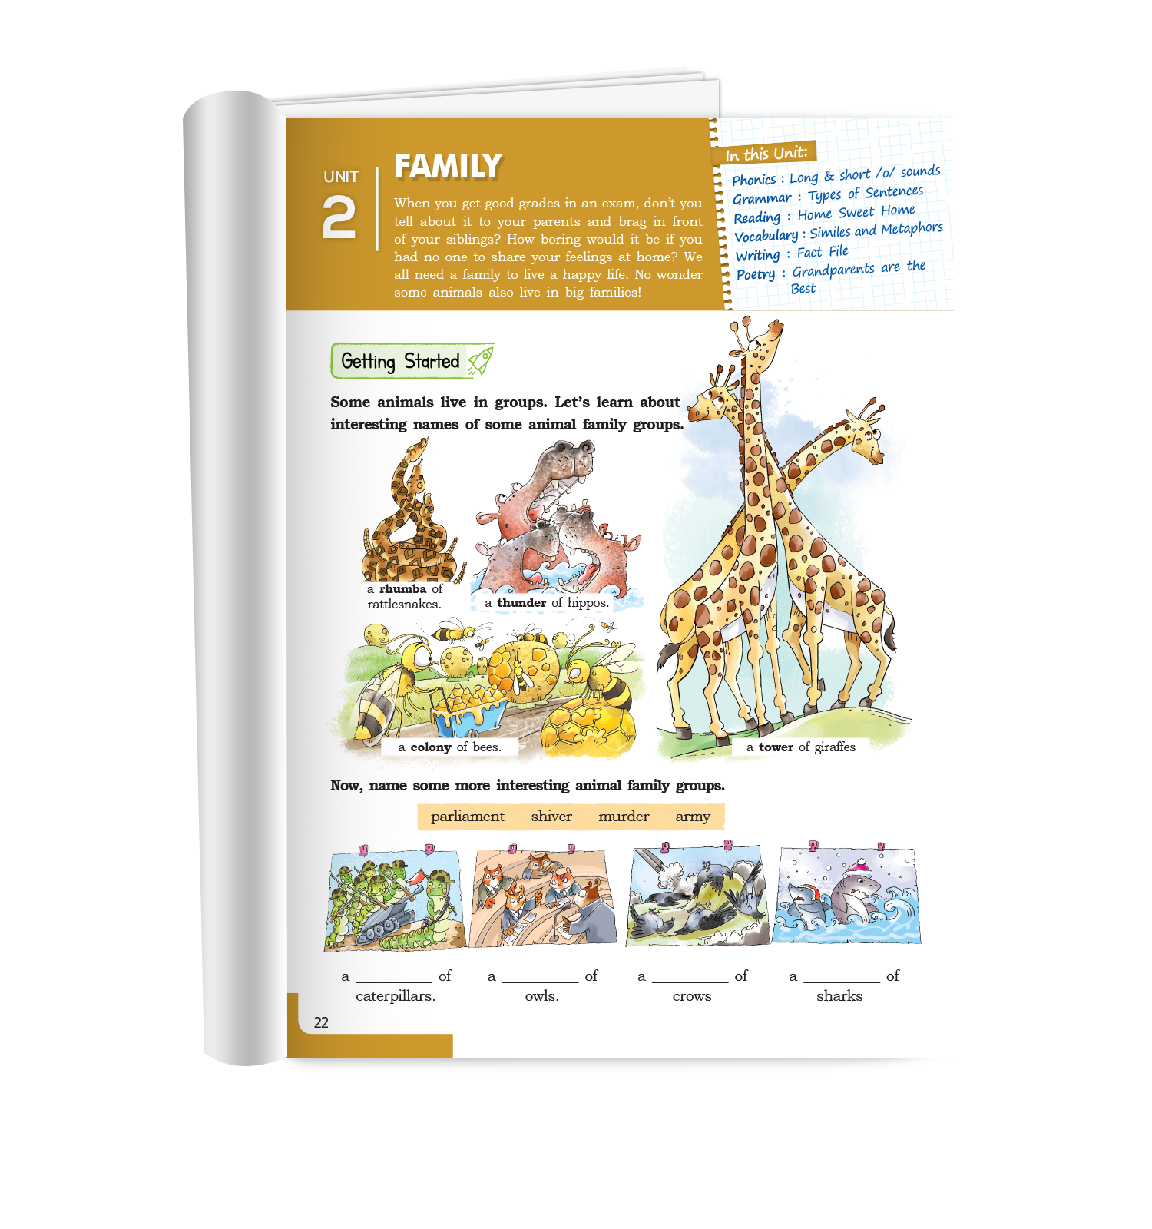 UNIT
2
FAMILY
When you get good grades in an exam, don't you
tell about it to your parents and brag in front
of your siblings? How boring would it be if you
had no one to share your feelings at home? We
all need a family to live a happy life. No wonder
some animals also live in big families!
In this Unit:
Phonics : Long & short /o/ sounds
Grammar : Types of Sentences
Reading : Home Sweet Home
Vocabulary : Similes and Metaphors
Writing : Fact File
Poetry : Grandparents are the
Best
Getting Started
Some animals live in groups. Let's learn about
interesting names of some animal family groups.
a rhumba of
rattlesnakes.
a thunder of hippos.
a colony of bees.
a tower of giraffes
Now, name some more interesting animal family groups.
parliament shiver murder army
a __________ of
caterpillars.
a __________ of
owls.
a __________ of
crows
a __________ of
sharks
22